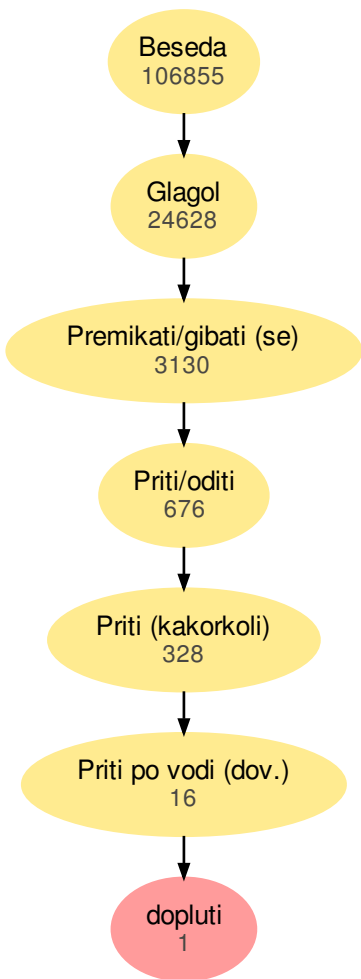 Beseda
106855
Glagol
24628
Premikati/gibati (se)
3130
Priti/oditi
676
Priti (kakorkoli)
328
Priti po vodi (dov.)
16
dopluti
1